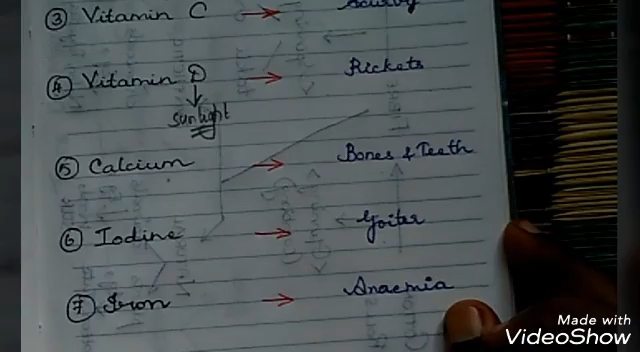 ③ Vitamin C → Scurvy
④ Vitamin D → Rickets
↓
Sunlight
⑤ Calcium → Bones & Teeth
⑥ Iodine → Goiter
⑦ Iron → Anaemia
Made with
VideoShow